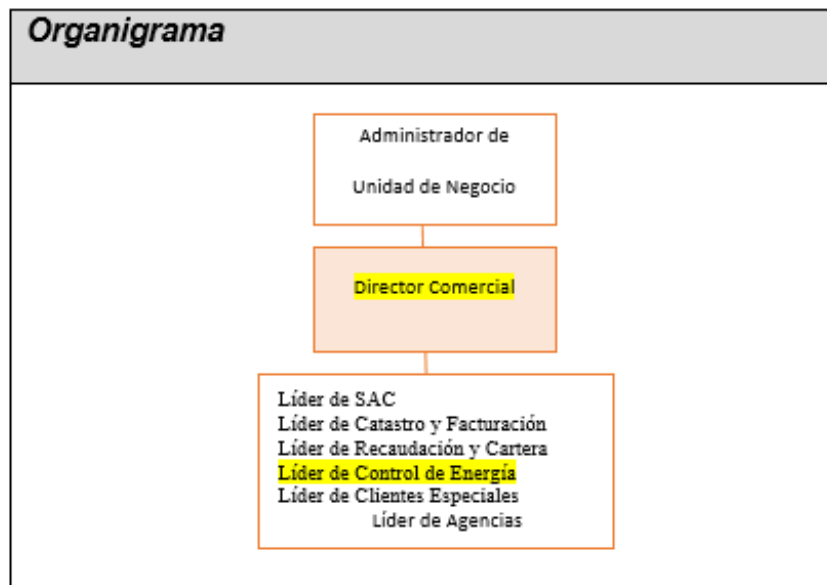 Organigrama
Administrador de
Unidad de Negocio
Director Comercial
Líder de SAC
Líder de Catastro y Facturación
Líder de Recaudación y Cartera
Líder de Control de Energía
Líder de Clientes Especiales
Líder de Agencias